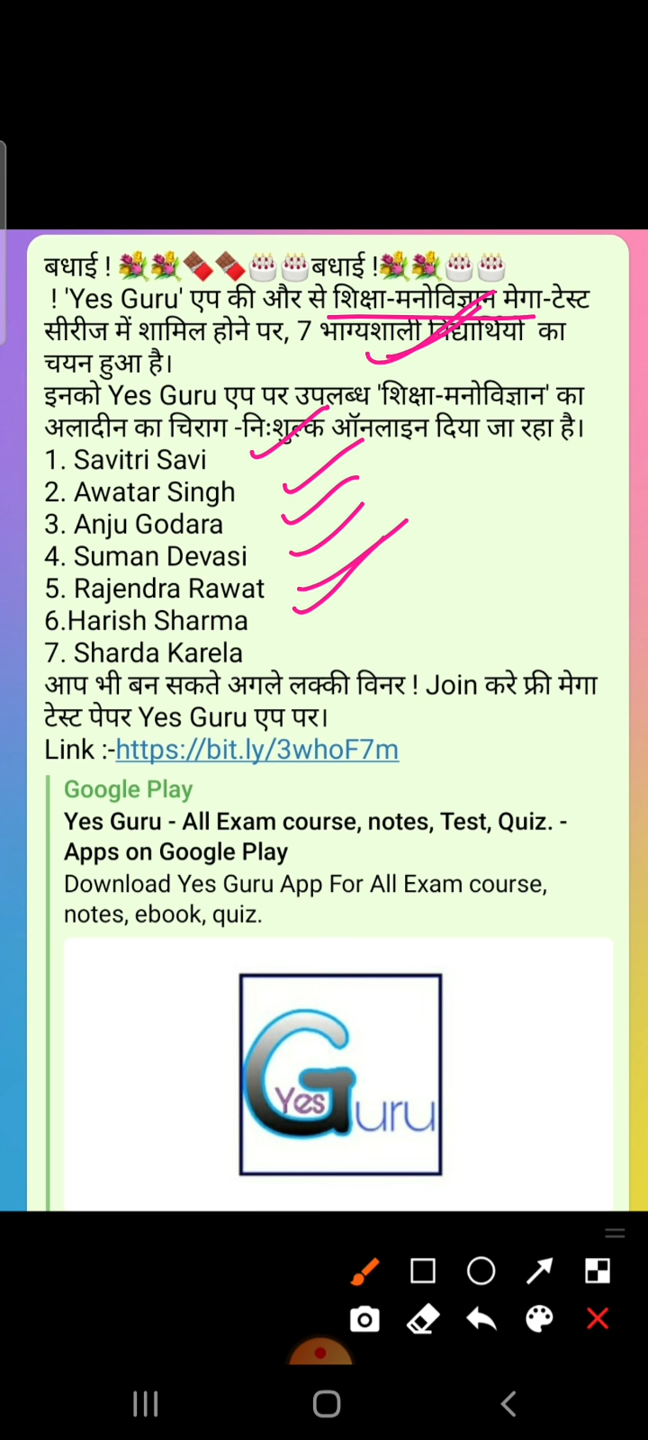 बधाई ! 💐💐🍫🍫🎂🎂बधाई !💐💐🎂🎂
! 'Yes Guru' एप की और से शिक्षा-मनोविज्ञान मेगा-टेस्ट
सीरीज में शामिल होने पर, 7 भाग्यशाली विद्यार्थियों का
चयन हुआ है।
इनको Yes Guru एप पर उपलब्ध 'शिक्षा-मनोविज्ञान' का
अलादीन का चिराग -नि:शुल्क ऑनलाइन दिया जा रहा है।
1. Savitri Savi
2. Awatar Singh
3. Anju Godara
4. Suman Devasi
5. Rajendra Rawat
6.Harish Sharma
7. Sharda Karela
आप भी बन सकते अगले लक्की विनर ! Join करे फ्री मेगा
टेस्ट पेपर Yes Guru एप पर।
Link :-https://bit.ly/3whoF7m
Google Play
Yes Guru - All Exam course, notes, Test, Quiz. -
Apps on Google Play
Download Yes Guru App For All Exam course,
notes, ebook, quiz.
Yes Guru